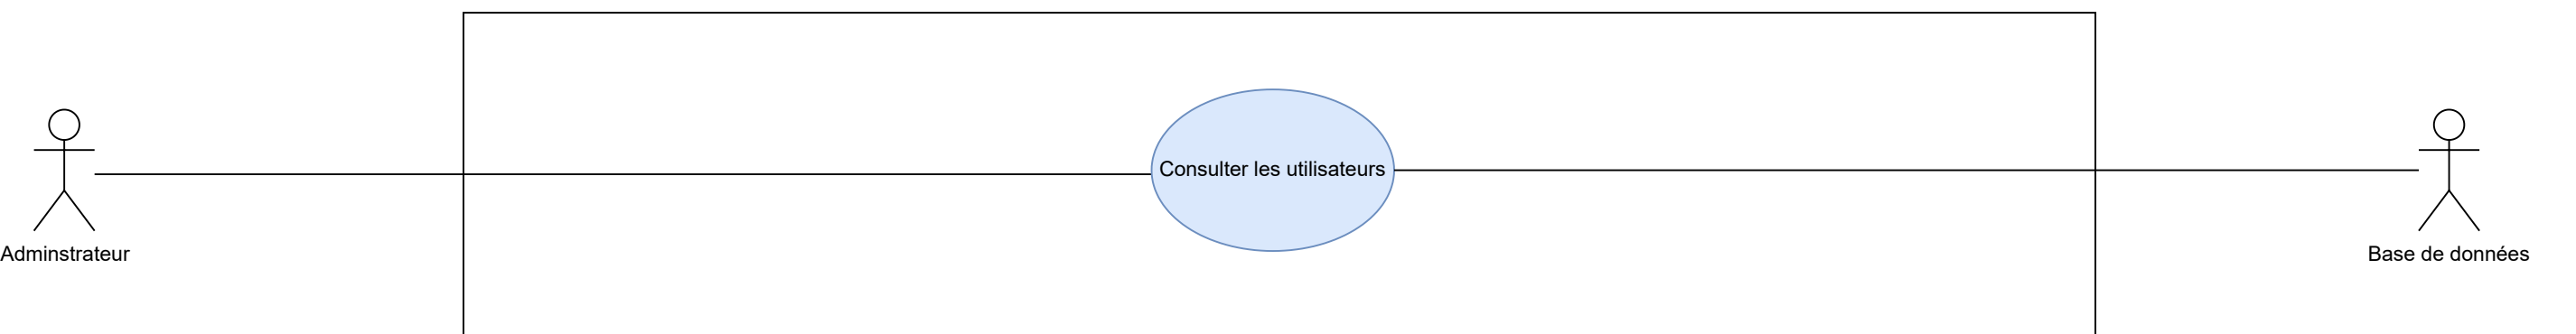 Consulter les utilisateurs
Adminstrateur
Base de données